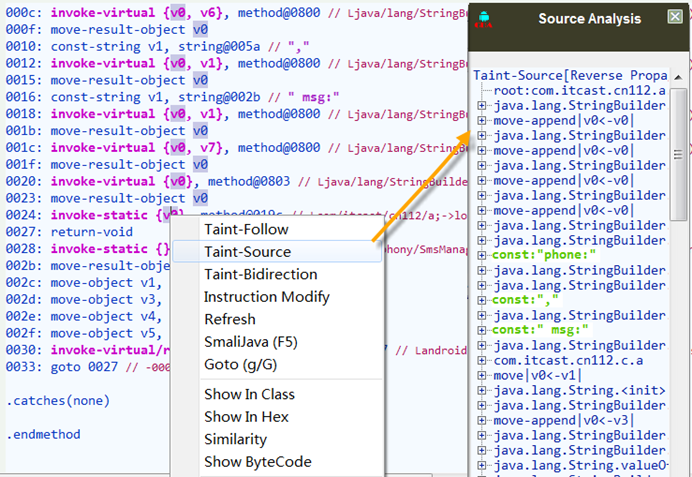 000c: invoke-virtual {v0, v6}, method@0800 // Ljava/lang/StringBu
000f: move-result-object v0
0010: const-string v1, string@005a // ","
0012: invoke-virtual {v0, v1}, method@0800 // Ljava/lang/StringBu
0015: move-result-object v0
0016: const-string v1, string@002b // " msg:"
0018: invoke-virtual {v0, v1}, method@0800 // Ljava/lang/StringBu
001b: move-result-object v0
001c: invoke-virtual {v0, v7}, method@0800 // Ljava/lang/StringBu
001f: move-result-object v0
0020: invoke-virtual {v0}, method@0803 // Ljava/lang/StringBuilde
0023: move-result-object v0
0024: invoke-static {v0}, method@019c // Lcom/itcast/cn112/a;->lo
0027: return-void
0028: invoke-static {}
phony/SmsManag
002b: move-result-objec
002c: move-object v1,
002d: move-object v3,
002e: move-object v4,
002f: move-object v5,
0030: invoke-virtual/r
// Landroid
0033: goto 0027 // -000
.catches(none)
.endmethod
Taint-Follow
Taint-Source
Taint-Bidirection
Instruction Modify
Refresh
SmaliJava (F5)
Goto (g/G)
Show In Class
Show In Hex
Similarity
Show ByteCode
Source Analysis
Taint-Source[Reverse Propa
root:com.itcast.cn112.a
java.lang.StringBuilder
move-append|v0<-v0|
java.lang.StringBuilder
move-append|v0<-v0|
java.lang.StringBuilder
move-append|v0<-v0|
java.lang.StringBuilder
move-append|v0<-v0|
java.lang.StringBuilder
const:"phone:"
java.lang.StringBuilder
const:","
java.lang.StringBuilder
const:" msg:"
java.lang.StringBuilder
com.itcast.cn112.c.a
move|v0<-v1|
java.lang.String.<init>
java.lang.StringBuilder
move-append|v0<-v3|
java.lang.StringBuilder
java.lang.String.valueO
java.lang.StringBuilder